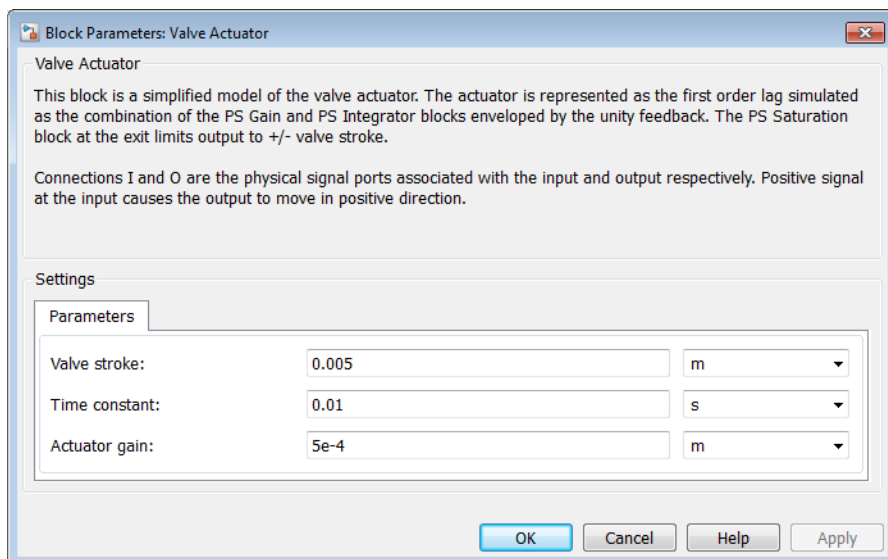 Block Parameters: Valve Actuator
Valve Actuator
This block is a simplified model of the valve actuator. The actuator is represented as the first order lag simulated
as the combination of the PS Gain and PS Integrator blocks enveloped by the unity feedback. The PS Saturation
block at the exit limits output to +/- valve stroke.
Connections I and O are the physical signal ports associated with the input and output respectively. Positive signal
at the input causes the output to move in positive direction.
Settings
Parameters
Valve stroke: 0.005 m
Time constant: 0.01 s
Actuator gain: 5e-4 m
OK Cancel Help Apply